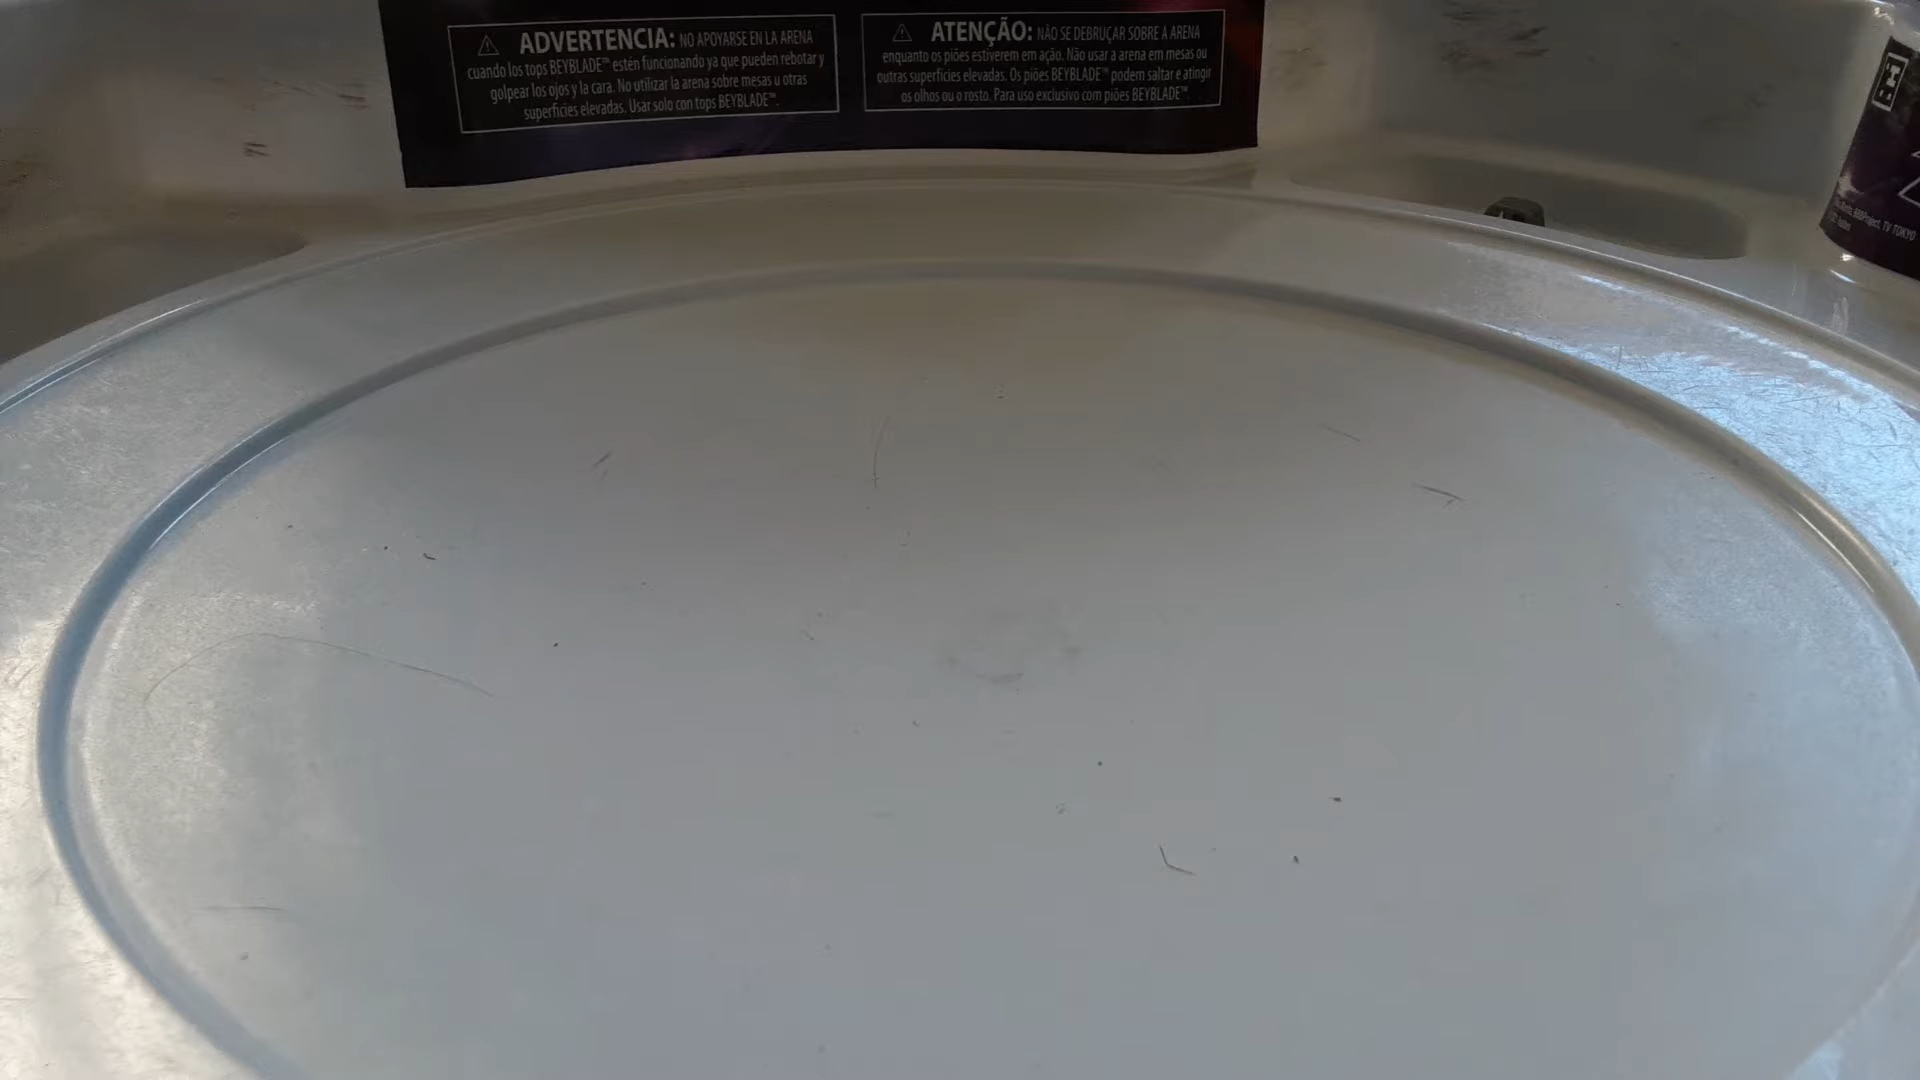 ADVERTENCIA: NO APOYARSE EN LA ARENA
cuando los tops BEYBLADE™ estén funcionando ya que pueden rebotar y
golpear los ojos y la cara. No utilizar la arena sobre mesas u otras
superficies elevadas. Usar solo con tops BEYBLADE™.
ATENÇÃO: NÃO SE DEBRUÇAR SOBRE A ARENA
enquanto os piões estiverem em ação. Não usar a arena em mesas ou
outras superfícies elevadas. Os piões BEYBLADE™ podem saltar e atingir
os olhos ou o rosto. Para uso exclusivo com piões BEYBLADE™.
BBBProject, TV TOKYO